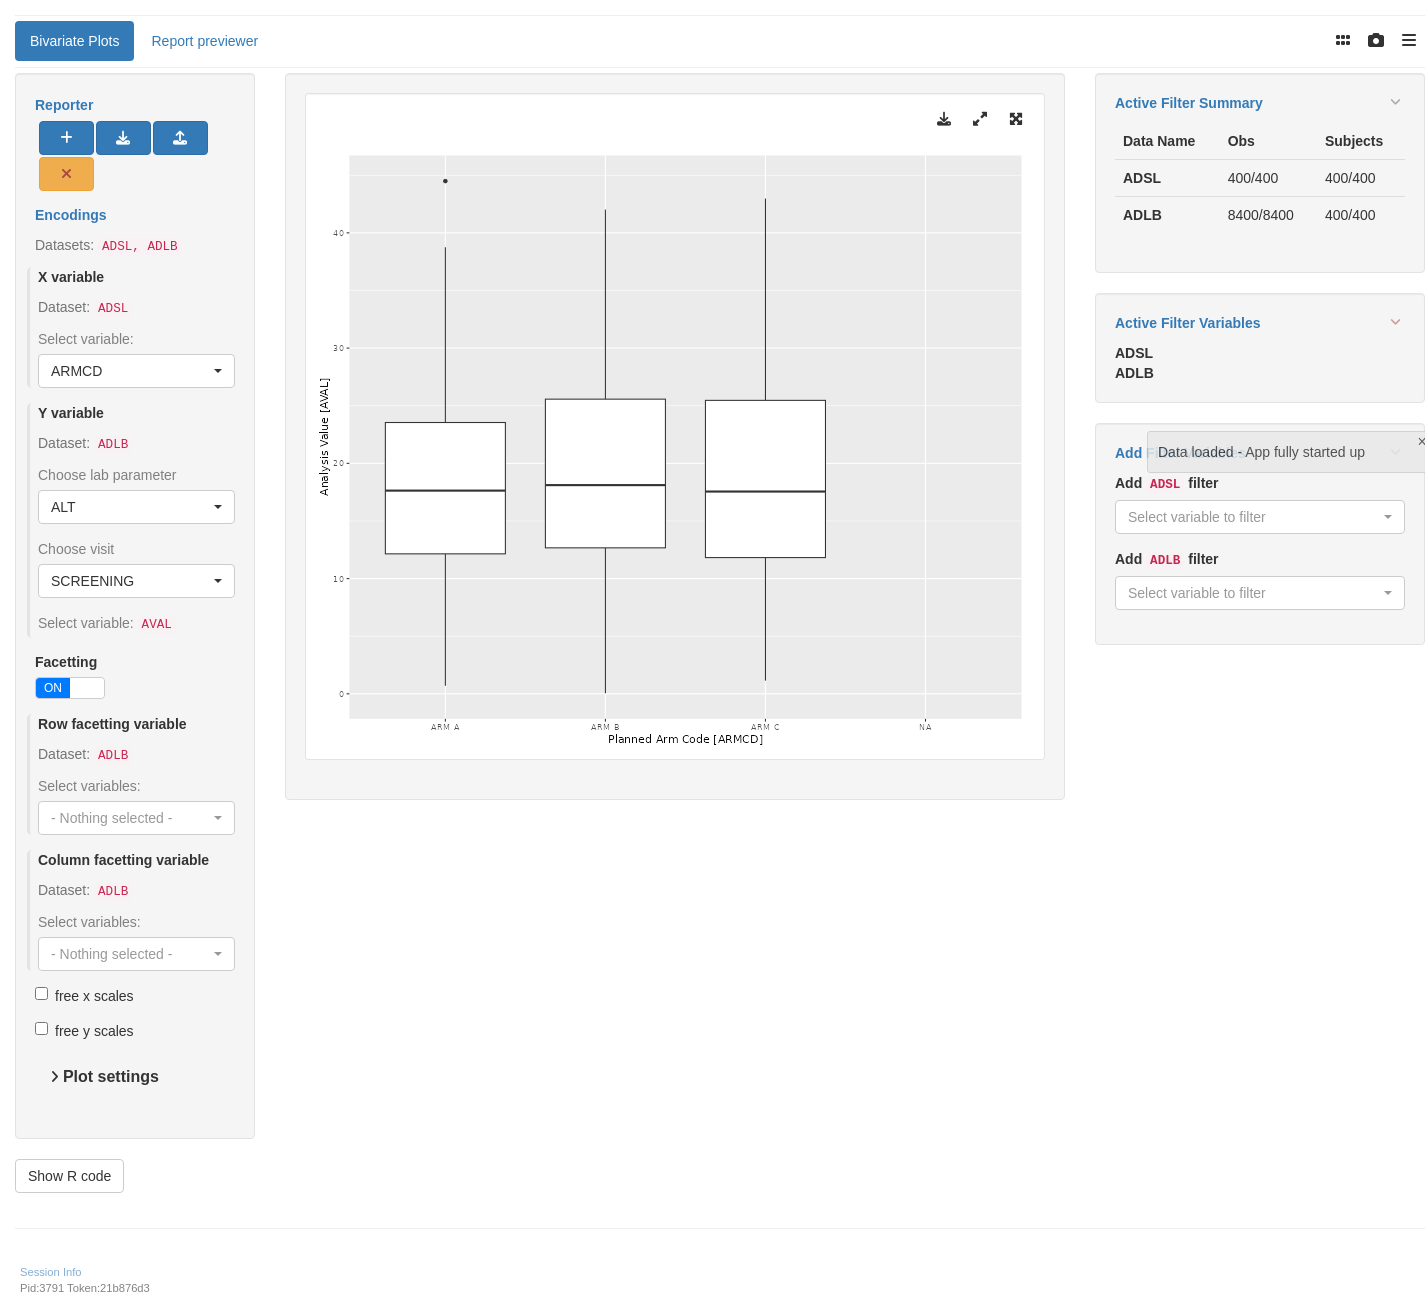 Bivariate Plots
Report previewer
Reporter
Encodings
Datasets: ADSL, ADLB
X variable
Dataset: ADSL
Select variable:
ARMCD
Y variable
Dataset: ADLB
Choose lab parameter
ALT
Choose visit
SCREENING
Select variable: AVAL
Facetting
ON
Row facetting variable
Dataset: ADLB
Select variables:
- Nothing selected -
Column facetting variable
Dataset: ADLB
Select variables:
- Nothing selected -
free x scales
free y scales
Plot settings
Show R code
Analysis Value [AVAL]
40
30
20
10
0
ARM A ARM B ARM C NA
Planned Arm Code [ARMCD]
Active Filter Summary
Data Name Obs Subjects
ADSL 400/400 400/400
ADLB 8400/8400 400/400
Active Filter Variables
ADSL
ADLB
Add
Data loaded - App fully started up
×
Add ADSL filter
Select variable to filter
Add ADLB filter
Select variable to filter
Session Info
Pid:3791 Token:21b876d3